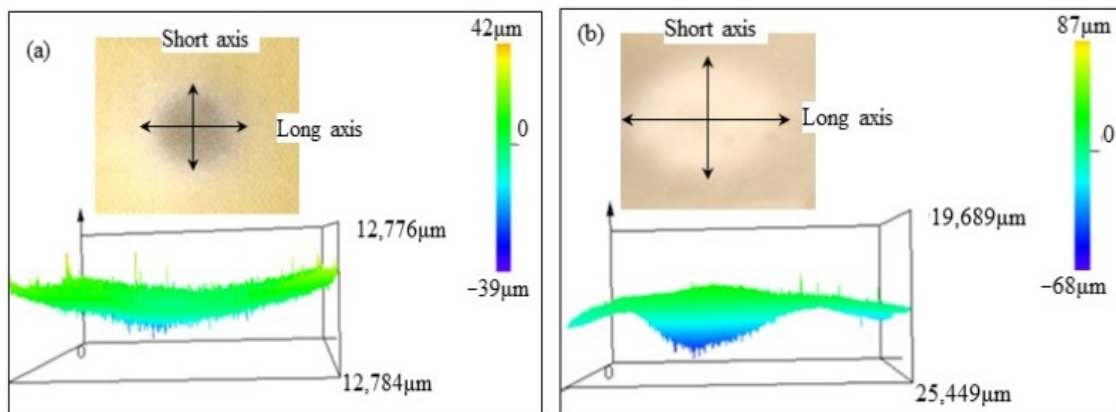 (a)
Short axis
Long axis
42μm
0
−39μm
12,776μm
0
12,784μm
(b)
Short axis
Long axis
87μm
0
−68μm
19,689μm
0
25,449μm